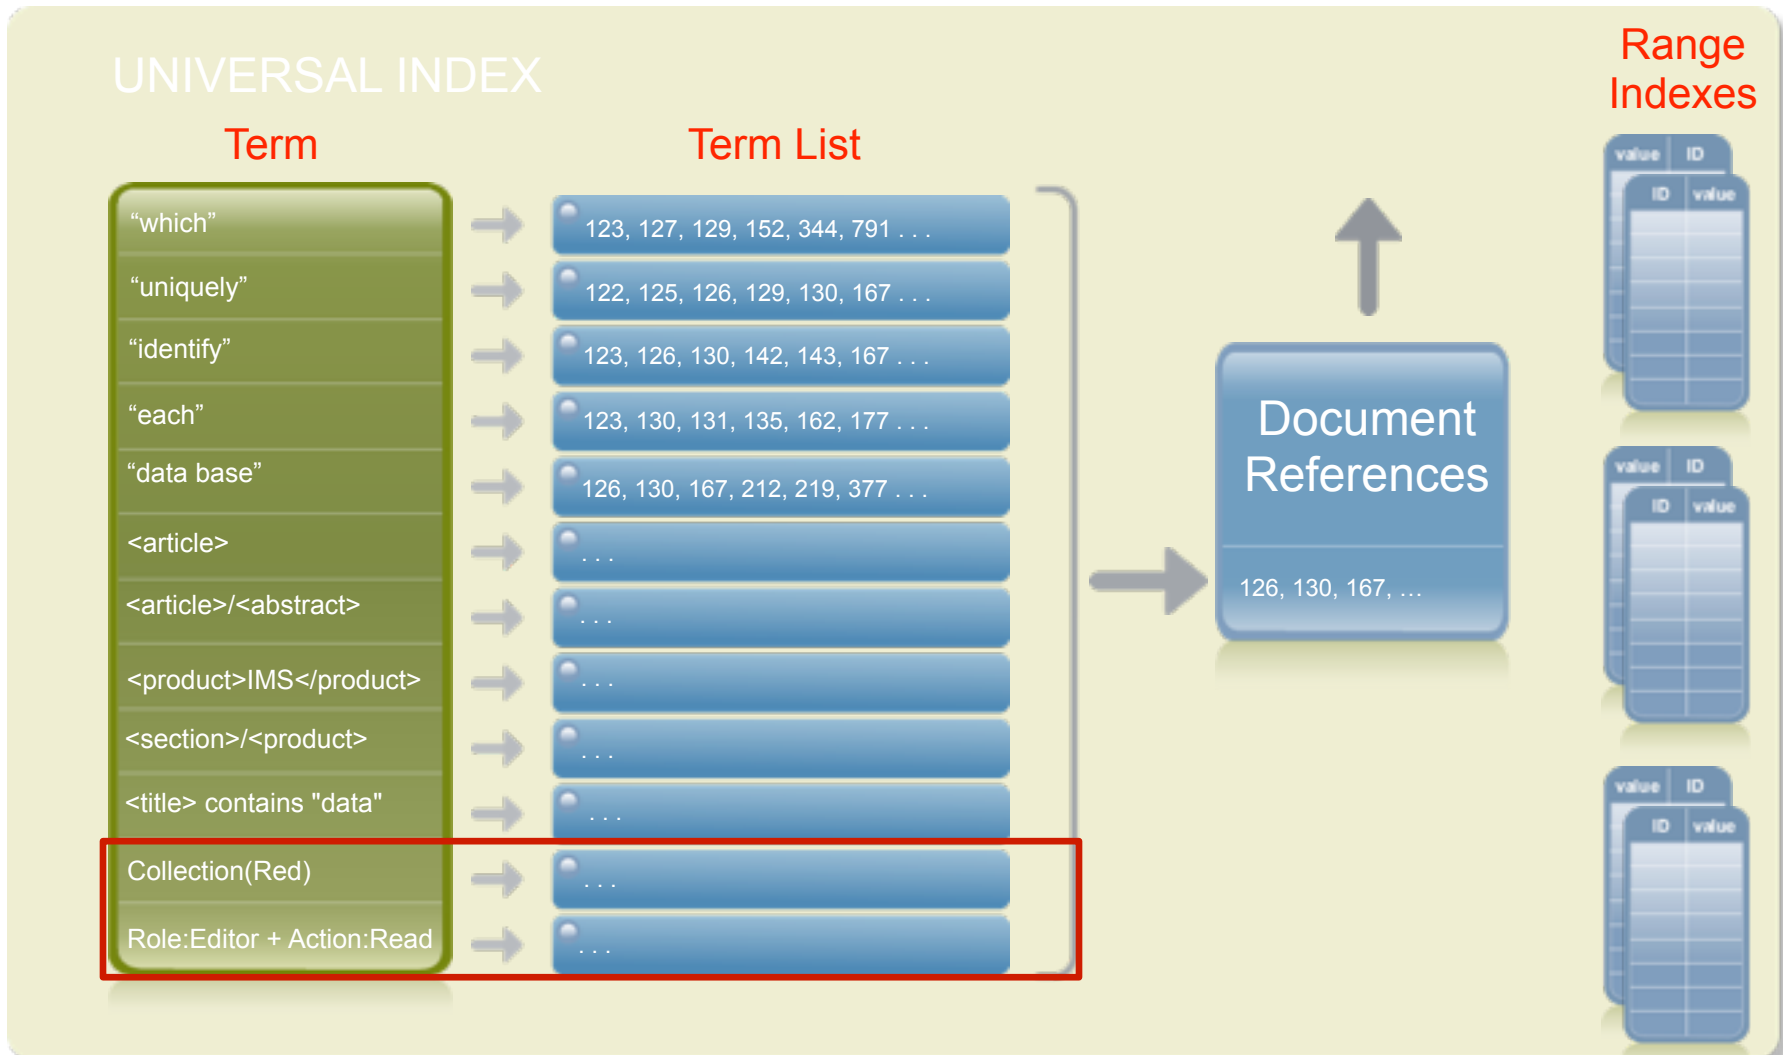 UNIVERSAL INDEX
Term
Term List
“which”
123, 127, 129, 152, 344, 791 . . .
“uniquely”
122, 125, 126, 129, 130, 167 . . .
“identify”
123, 126, 130, 142, 143, 167 . . .
“each”
123, 130, 131, 135, 162, 177 . . .
“data base”
126, 130, 167, 212, 219, 377 . . .
<article>
. . .
<article>/<abstract>
. . .
<product>IMS</product>
. . .
<section>/<product>
. . .
<title> contains "data"
. . .
Collection(Red)
. . .
Role:Editor + Action:Read
. . .
Document
References
126, 130, 167, …
Range
Indexes
value ID
ID value
value ID
ID value
value ID
ID value